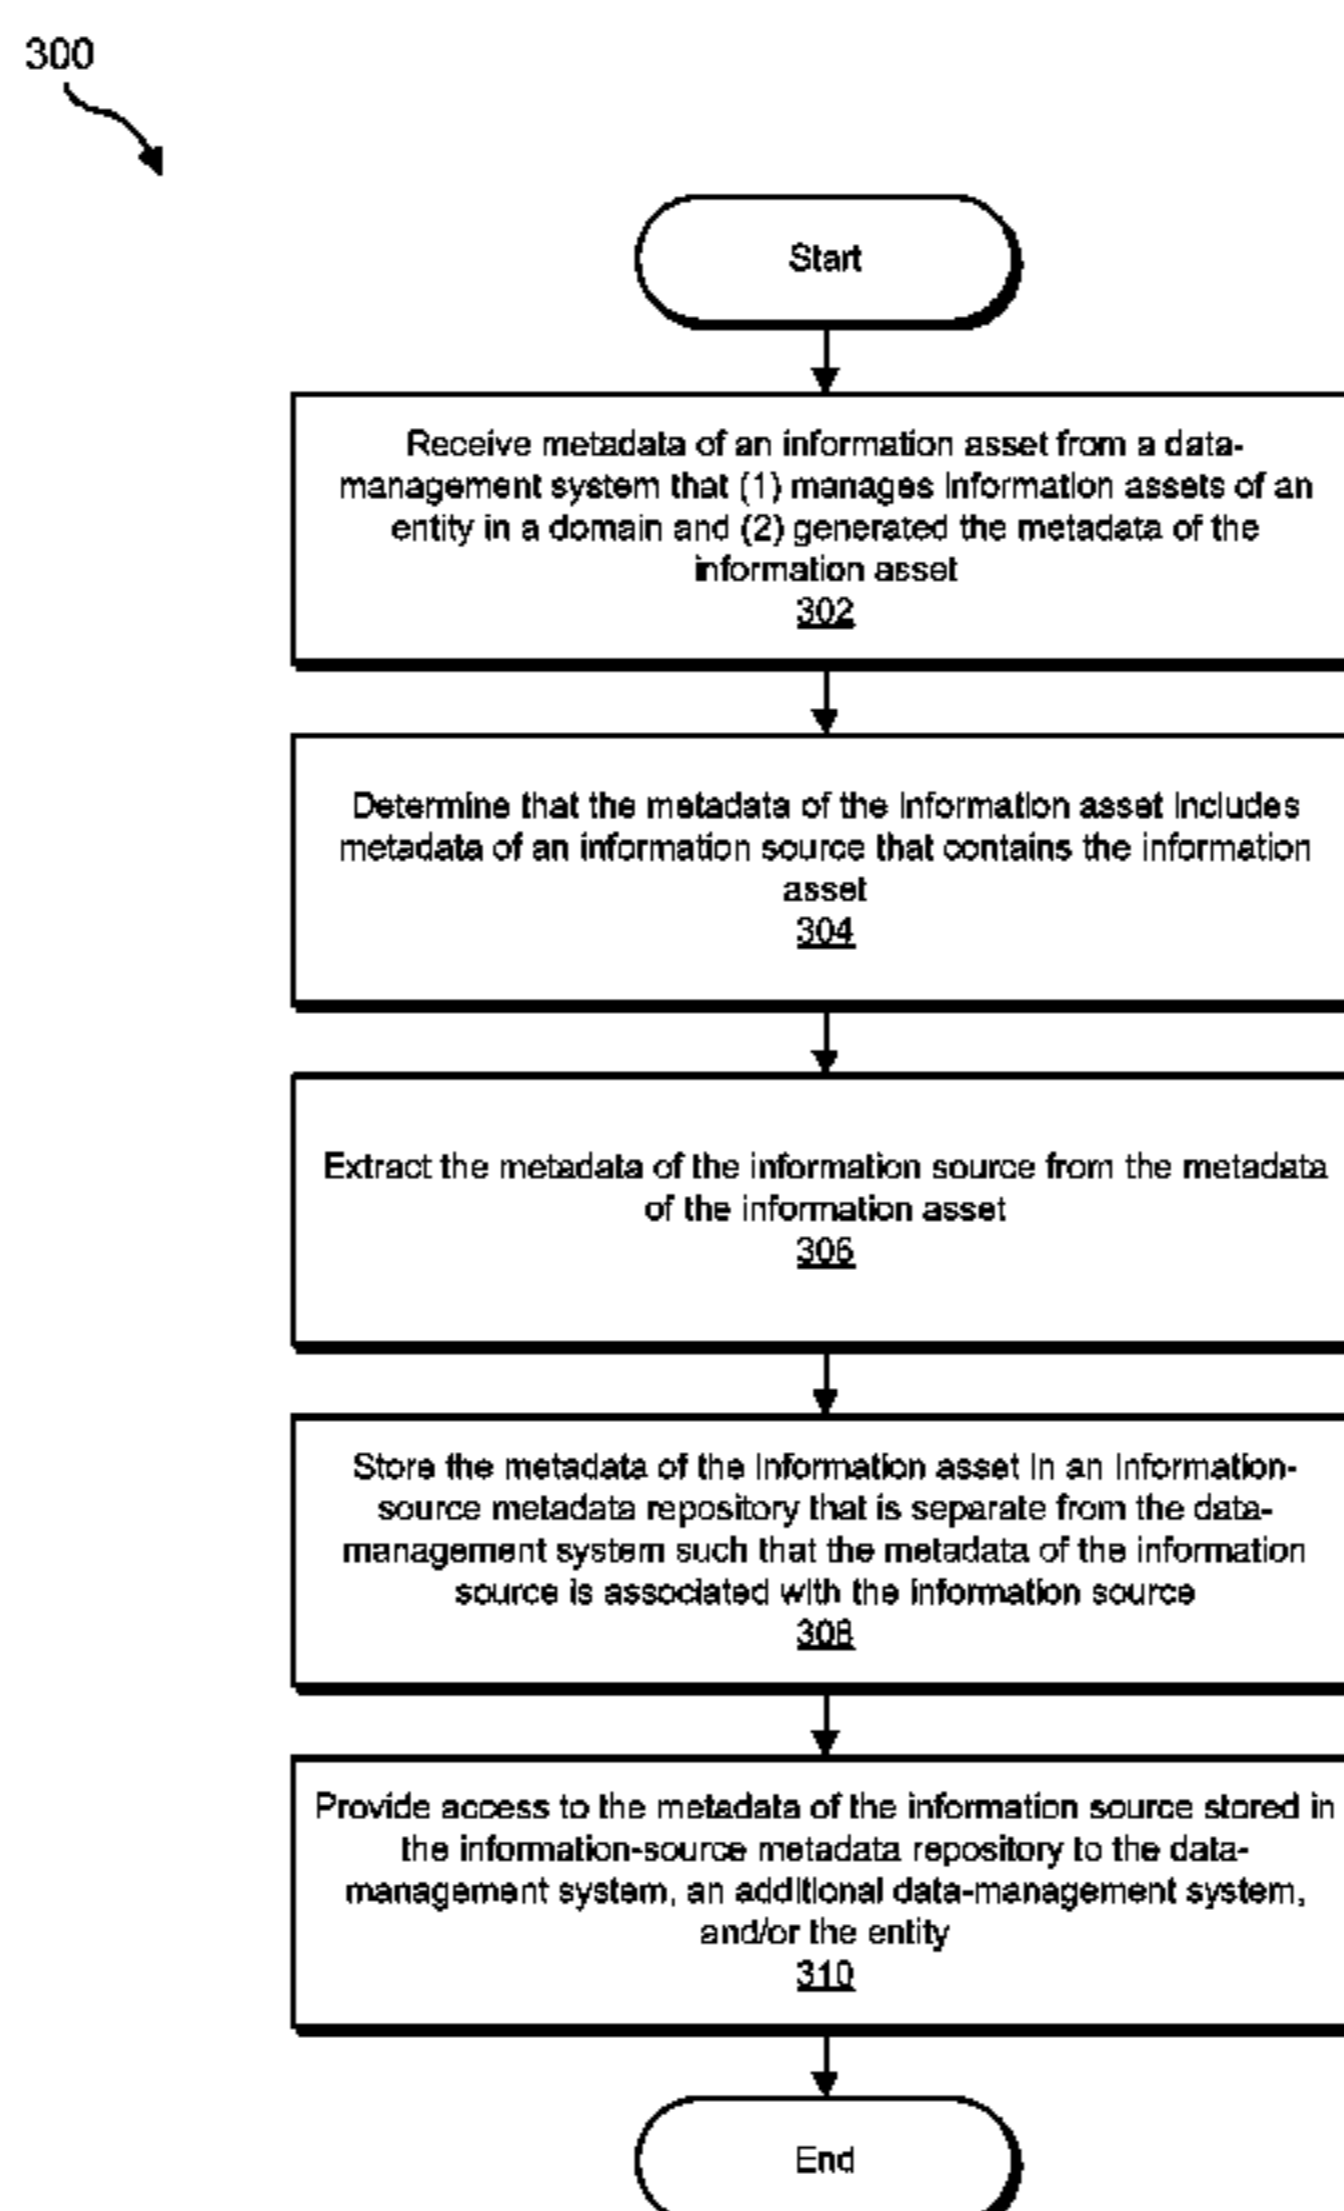 300
Start
Receive metadata of an information asset from a data-
management system that (1) manages information assets of an
entity in a domain and (2) generated the metadata of the
information asset
302
Determine that the metadata of the information asset includes
metadata of an information source that contains the information
asset
304
Extract the metadata of the information source from the metadata
of the information asset
306
Store the metadata of the information asset in an information-
source metadata repository that is separate from the data-
management system such that the metadata of the information
source is associated with the information source
308
Provide access to the metadata of the information source stored in
the information-source metadata repository to the data-
management system, an additional data-management system,
and/or the entity
310
End